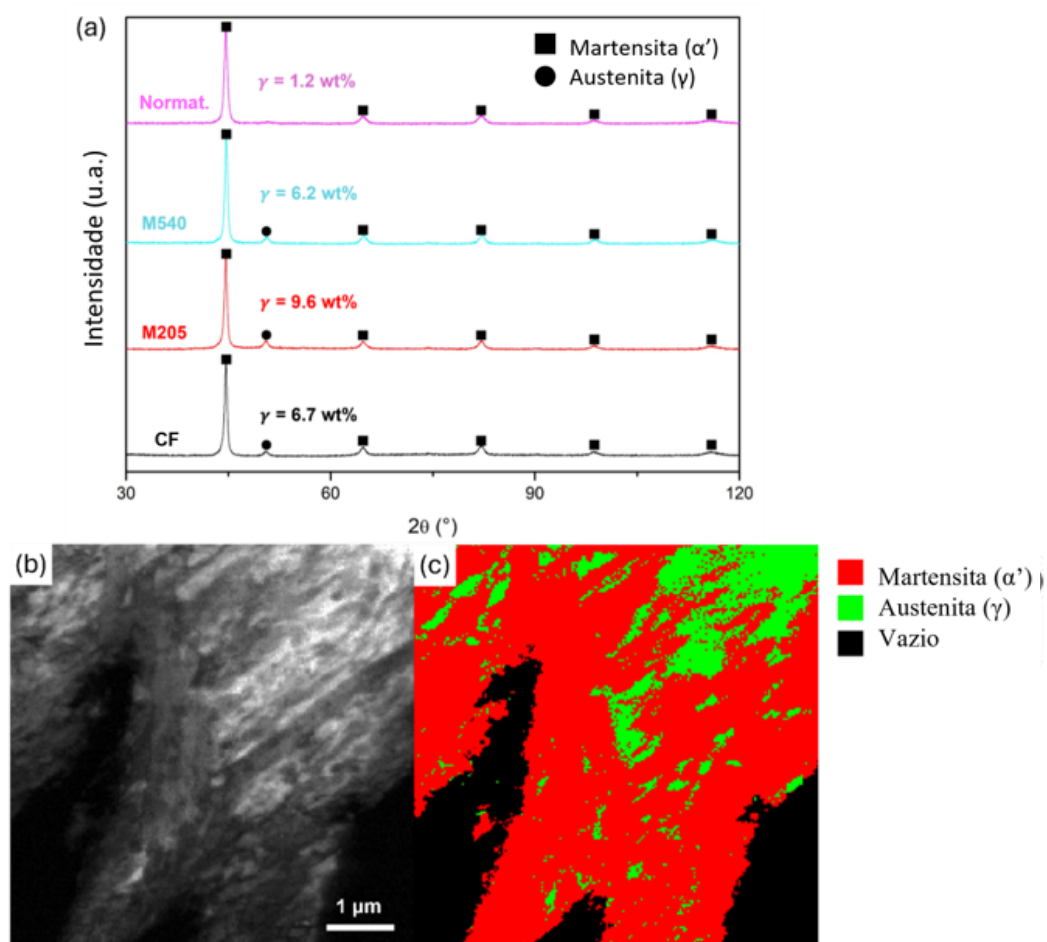 (a)
■ Martensita (α’)
● Austenita (γ)
γ = 1.2 wt%
Normat.
γ = 6.2 wt%
M540
γ = 9.6 wt%
M205
γ = 6.7 wt%
CF
Intensidade (u.a.)
30 60 90 120
2θ (°)
(b)
1 µm
(c)
Martensita (α’)
Austenita (γ)
Vazio